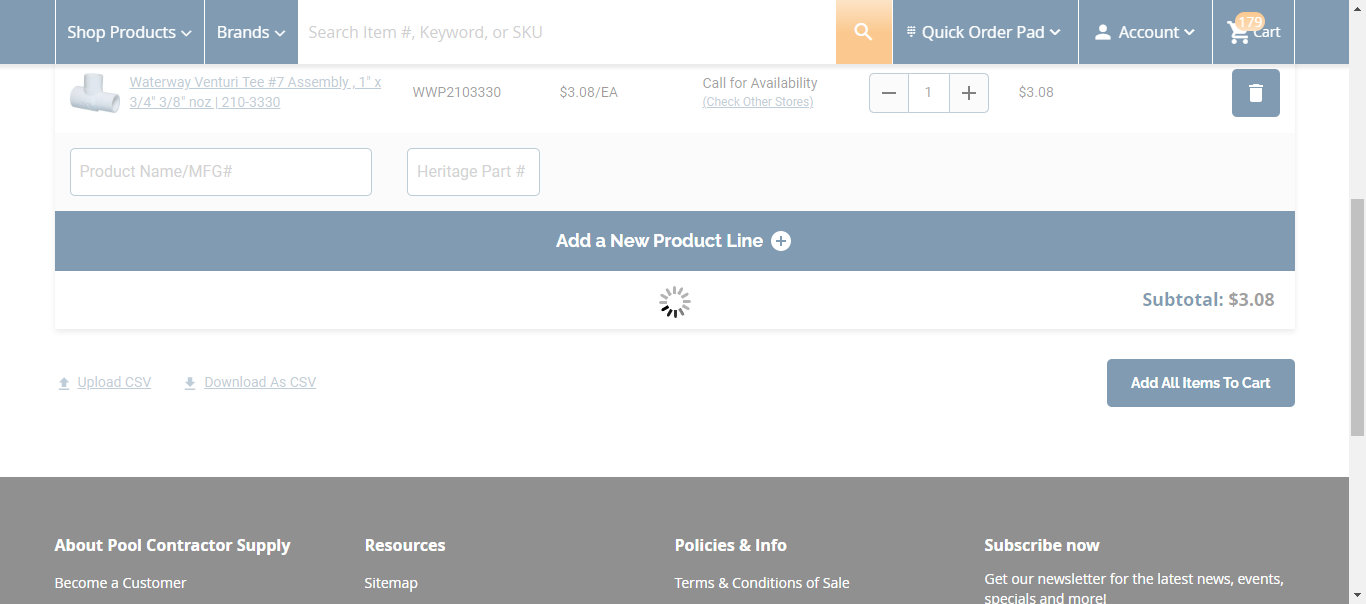 Shop Products
Brands
Search Item #, Keyword, or SKU
Quick Order Pad
Account
179
Cart
Waterway Venturi Tee #7 Assembly , 1" x
3/4" 3/8" noz | 210-3330
WWP2103330
$3.08/EA
Call for Availability
(Check Other Stores)
1
$3.08
Product Name/MFG#
Heritage Part #
Add a New Product Line
Subtotal: $3.08
Upload CSV
Download As CSV
Add All Items To Cart
About Pool Contractor Supply
Resources
Policies & Info
Subscribe now
Become a Customer
Sitemap
Terms & Conditions of Sale
Get our newsletter for the latest news, events,
specials and more!